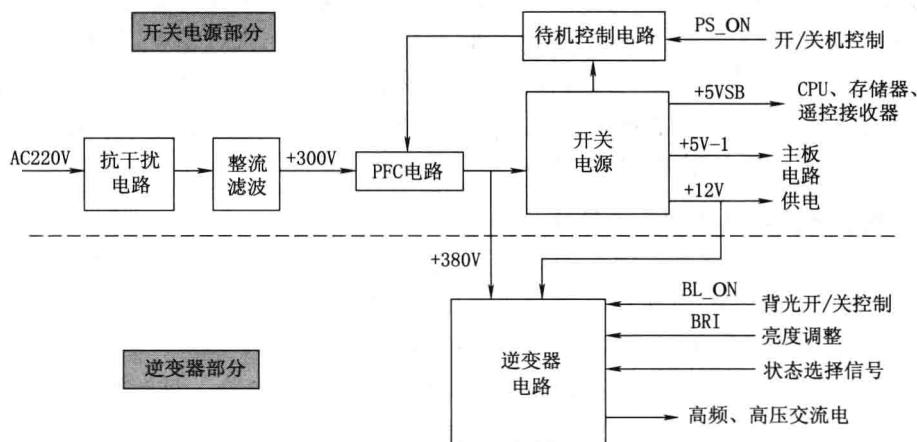 开关电源部分
待机控制电路
PS_ON
开/关机控制
+5VSB
CPU、存储器、
遥控接收器
开关
电源
+5V-1
主板
电路
供电
+12V
AC220V
抗干扰
电路
整流
滤波
+300V
PFC电路
+380V
逆变器部分
逆变器
电路
BL_ON
背光开/关控制
BRI
亮度调整
状态选择信号
高频、高压交流电